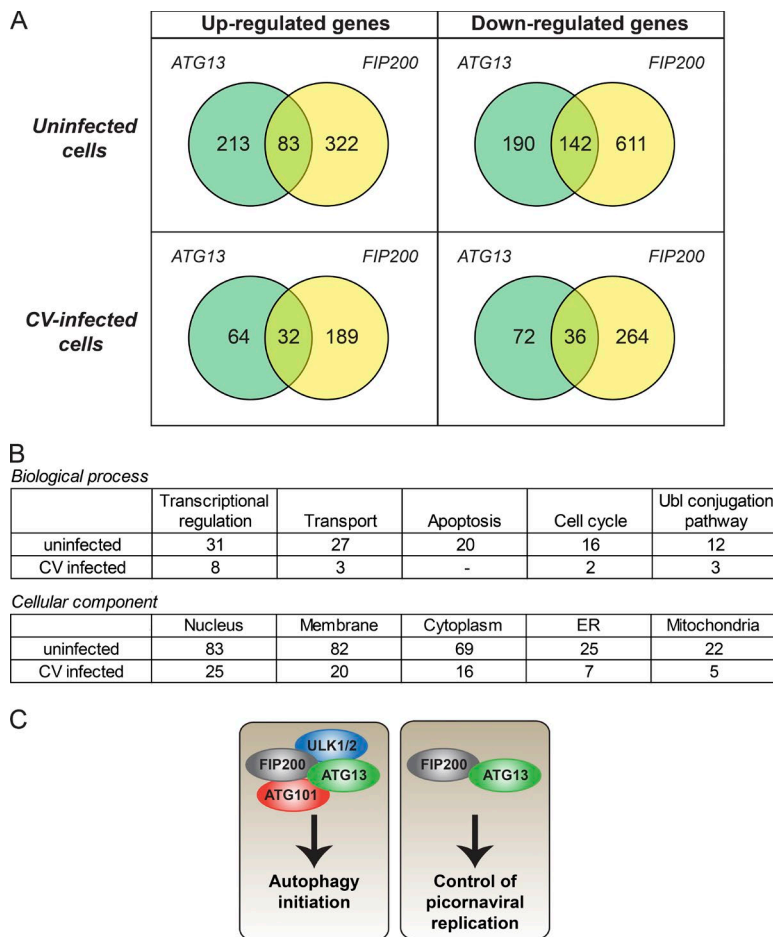 A
Up-regulated genes Down-regulated genes
ATG13 FIP200 ATG13 FIP200
Uninfected
cells
213 83 322 190 142 611
ATG13 FIP200 ATG13 FIP200
CV-infected
cells
64 32 189 72 36 264
B
Biological process
Transcriptional regulation Transport Apoptosis Cell cycle Ubl conjugation pathway
uninfected 31 27 20 16 12
CV infected 8 3 - 2 3
Cellular component
Nucleus Membrane Cytoplasm ER Mitochondria
uninfected 83 82 69 25 22
CV infected 25 20 16 7 5
C
ULK1/2
FIP200
ATG13
ATG101
Autophagy
initiation
FIP200
ATG13
Control of
picornaviral
replication